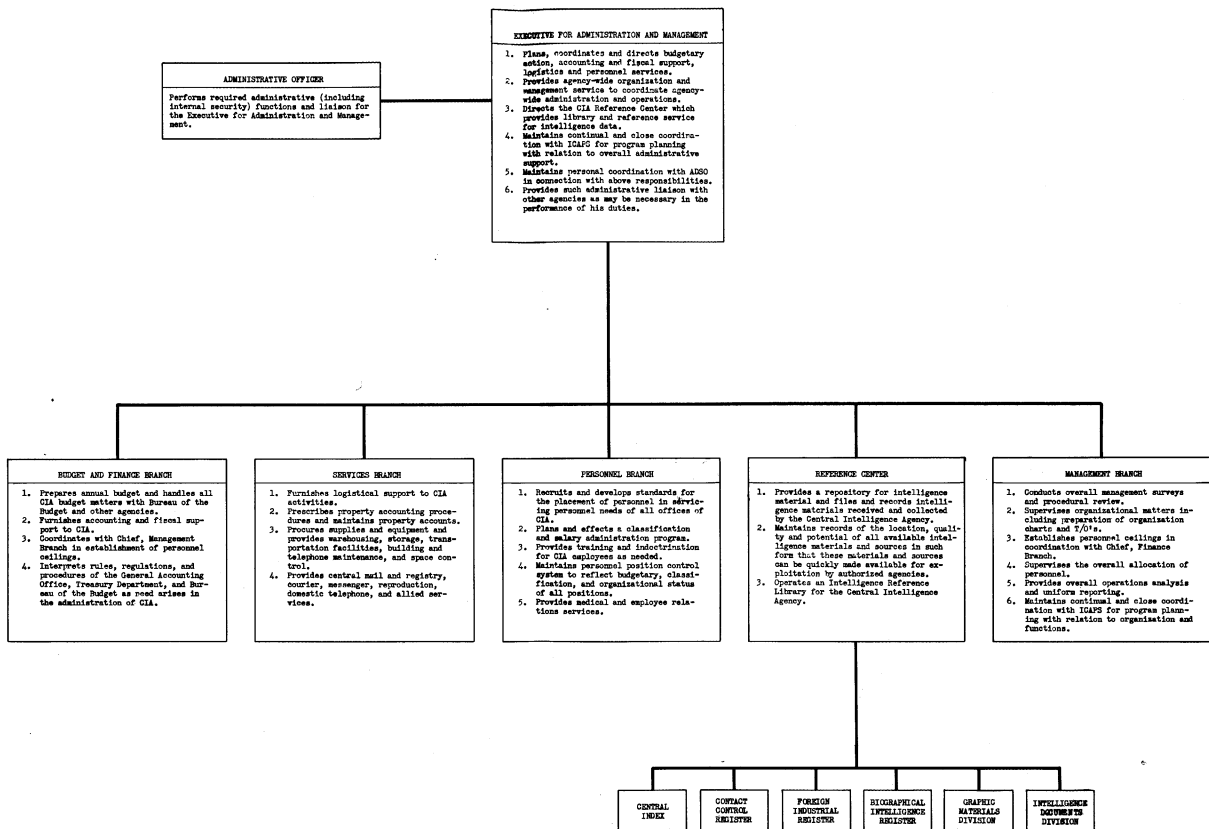 EXECUTIVE FOR ADMINISTRATION AND MANAGEMENT
1. Plans, coordinates and directs budgetary
action, accounting and fiscal support,
logistics and personnel services.
2. Provides agency-wide organization and
management service to coordinate agency-
wide administration and operations.
3. Directs the CIA Reference Center which
provides library and reference service
for intelligence data.
4. Maintains continual and close coordina-
tion with ICAPS for program planning
with relation to overall administrative
support.
5. Maintains personal coordination with ADSO
in connection with above responsibilities.
6. Provides such administrative liaison with
other agencies as may be necessary in the
performance of his duties.
ADMINISTRATIVE OFFICER
Performs required administrative (including
internal security) functions and liaison for
the Executive for Administration and Manage-
ment.
BUDGET AND FINANCE BRANCH
1. Prepares annual budget and handles all
CIA budget matters with Bureau of the
Budget and other agencies.
2. Furnishes accounting and fiscal sup-
port to CIA.
3. Coordinates with Chief, Management
Branch in establishment of personnel
ceilings.
4. Interprets rules, regulations, and
procedures of the General Accounting
Office, Treasury Department, and Bur-
eau of the Budget as need arises in
the administration of CIA.
SERVICES BRANCH
1. Furnishes logistical support to CIA
activities.
2. Prescribes property accounting proce-
dures and maintains property accounts.
3. Procures supplies and equipment and
provides warehousing, storage, trans-
portation facilities, building and
telephone maintenance, and space con-
trol.
4. Provides central mail and registry,
courier, messenger, reproduction,
domestic telephone, and allied ser-
vices.
PERSONNEL BRANCH
1. Recruits and develops standards for
the placement of personnel in servic-
ing personnel needs of all offices of
CIA.
2. Plans and effects a classification
and salary administration program.
3. Provides training and indoctrination
for CIA employees as needed.
4. Maintains personnel position control
system to reflect budgetary, classi-
fication, and organizational status
of all positions.
5. Provides medical and employee rela-
tions services.
REFERENCE CENTER
1. Provides a repository for intelligence
material and files and records intelli-
gence materials received and collected
by the Central Intelligence Agency.
2. Maintains records of the location, quali-
ty and potential of all available intel-
ligence materials and sources in such
form that these materials and sources
can be quickly made available for ex-
ploitation by authorized agencies.
3. Operates an Intelligence Reference
Library for the Central Intelligence
Agency.
MANAGEMENT BRANCH
1. Conducts overall management surveys
and procedural review.
2. Supervises organizational matters in-
cluding preparation of organization
charts and T/O's.
3. Establishes personnel ceilings in
coordination with Chief, Finance
Branch.
4. Supervises the overall allocation of
personnel.
5. Provides overall operations analysis
and uniform reporting.
6. Maintains continual and close coordi-
nation with ICAPS for program plann-
ing with relation to organization and
functions.
CENTRAL
INDEX
CONTACT
CONTROL
REGISTER
FOREIGN
INDUSTRIAL
REGISTER
BIOGRAPHICAL
INTELLIGENCE
REGISTER
GRAPHIC
MATERIALS
DIVISION
INTELLIGENCE
DOCUMENTS
DIVISION